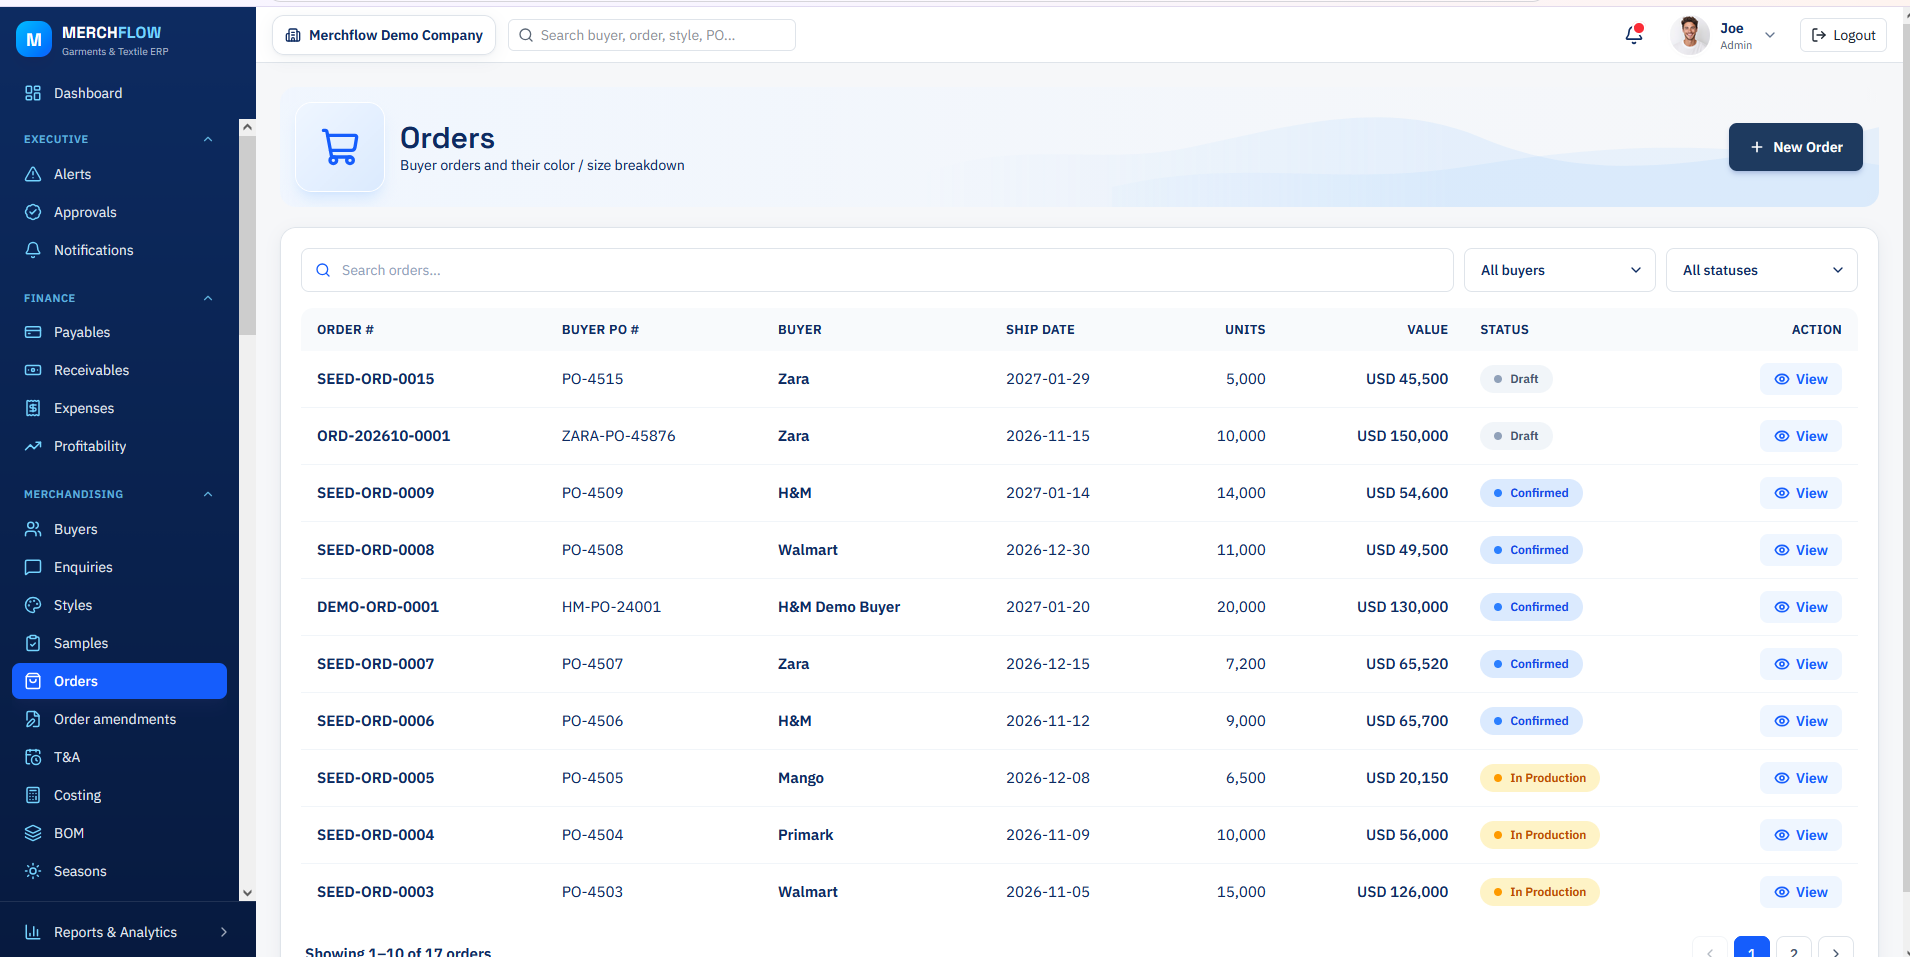 M
MERCHFLOW
Garments & Textile ERP
Dashboard
EXECUTIVE
Alerts
Approvals
Notifications
FINANCE
Payables
Receivables
Expenses
Profitability
MERCHANDISING
Buyers
Enquiries
Styles
Samples
Orders
Order amendments
T&A
Costing
BOM
Seasons
Reports & Analytics
Merchflow Demo Company
Search buyer, order, style, PO...
Joe
Admin
Logout
Orders
Buyer orders and their color / size breakdown
+ New Order
Search orders...
All buyers
All statuses
ORDER # BUYER PO # BUYER SHIP DATE UNITS VALUE STATUS ACTION
SEED-ORD-0015 PO-4515 Zara 2027-01-29 5,000 USD 45,500 Draft View
ORD-202610-0001 ZARA-PO-45876 Zara 2026-11-15 10,000 USD 150,000 Draft View
SEED-ORD-0009 PO-4509 H&M 2027-01-14 14,000 USD 54,600 Confirmed View
SEED-ORD-0008 PO-4508 Walmart 2026-12-30 11,000 USD 49,500 Confirmed View
DEMO-ORD-0001 HM-PO-24001 H&M Demo Buyer 2027-01-20 20,000 USD 130,000 Confirmed View
SEED-ORD-0007 PO-4507 Zara 2026-12-15 7,200 USD 65,520 Confirmed View
SEED-ORD-0006 PO-4506 H&M 2026-11-12 9,000 USD 65,700 Confirmed View
SEED-ORD-0005 PO-4505 Mango 2026-12-08 6,500 USD 20,150 In Production View
SEED-ORD-0004 PO-4504 Primark 2026-11-09 10,000 USD 56,000 In Production View
SEED-ORD-0003 PO-4503 Walmart 2026-11-05 15,000 USD 126,000 In Production View
Showing 1–10 of 17 orders
1 2